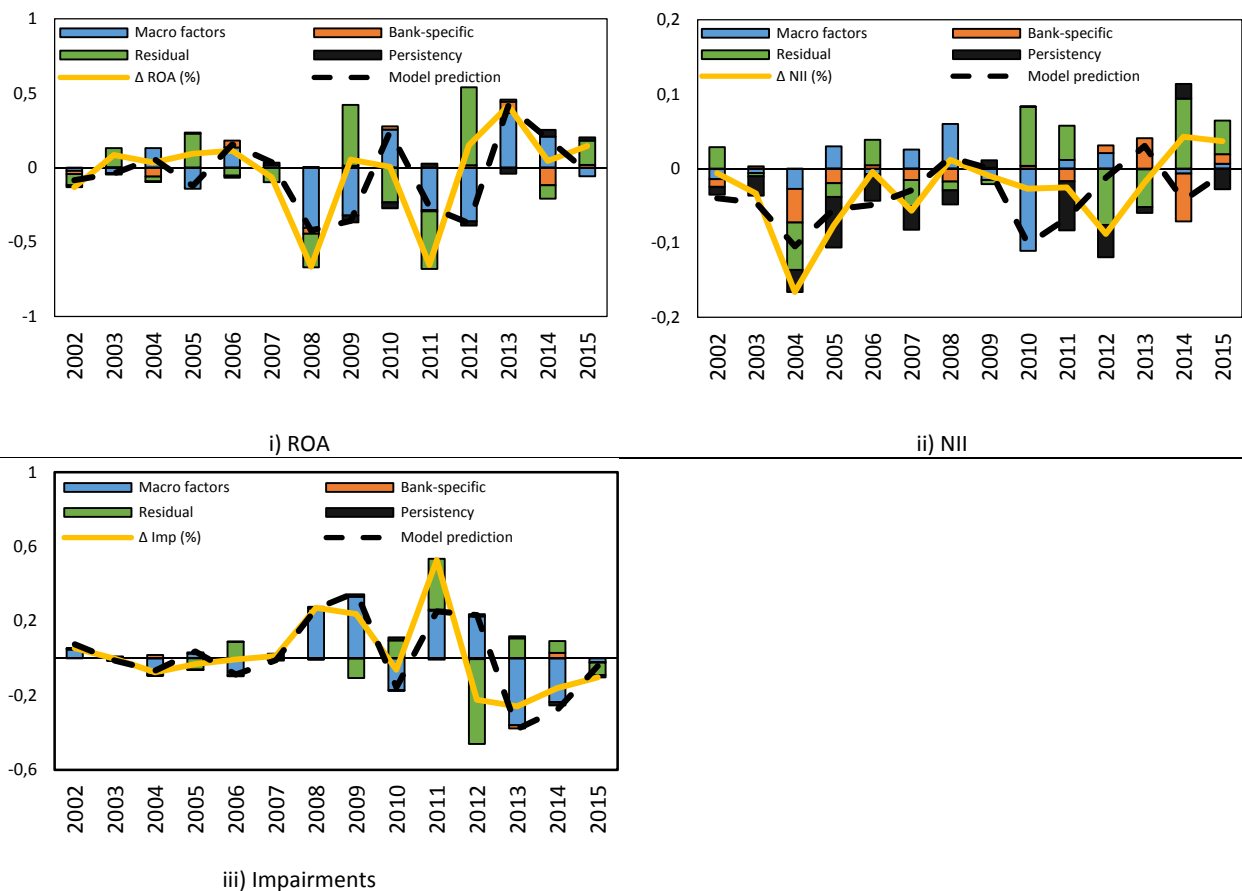 Macro factors
Bank-specific
Residual
Persistency
Δ ROA (%)
Model prediction
1
0,5
0
-0,5
-1
2002
2003
2004
2005
2006
2007
2008
2009
2010
2011
2012
2013
2014
2015
i) ROA
Macro factors
Bank-specific
Residual
Persistency
Δ NII (%)
Model prediction
0,2
0,1
0
-0,1
-0,2
2002
2003
2004
2005
2006
2007
2008
2009
2010
2011
2012
2013
2014
2015
ii) NII
Macro factors
Bank-specific
Residual
Persistency
Δ Imp (%)
Model prediction
1
0,6
0,2
-0,2
-0,6
2002
2003
2004
2005
2006
2007
2008
2009
2010
2011
2012
2013
2014
2015
iii) Impairments